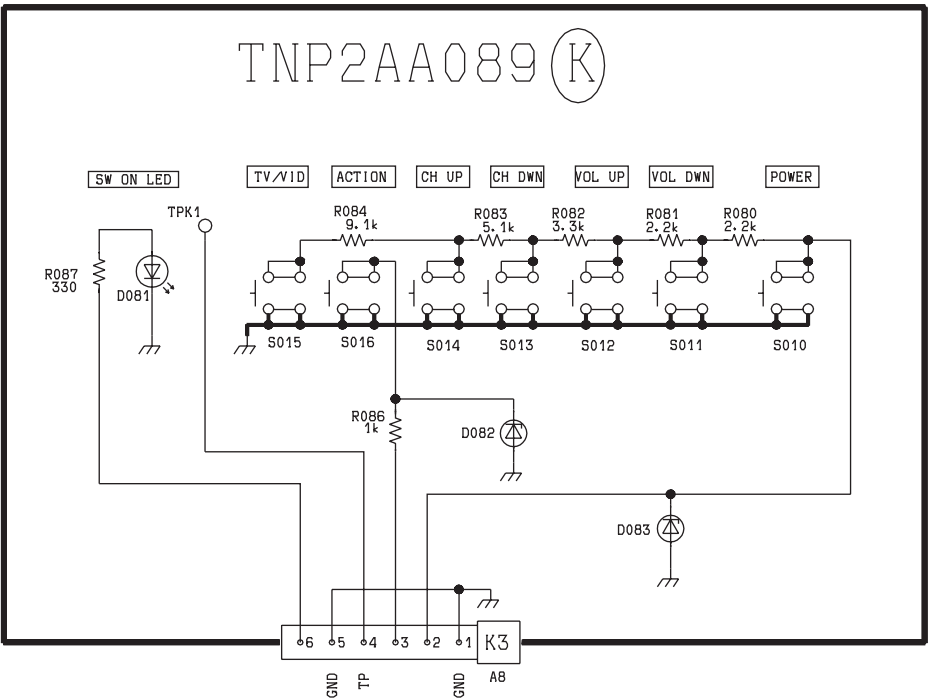 TNP2AA089 K
SW ON LED TV/VID ACTION CH UP CH DWN VOL UP VOL DWN POWER
TPK1
R084
9.1k
R083
5.1k
R082
3.3k
R081
2.2k
R080
2.2k
R087
330
D081
S015 S016 S014 S013 S012 S011 S010
R086
1k
D082
D083
6 5 4 3 2 1 K3
GND TP GND A8